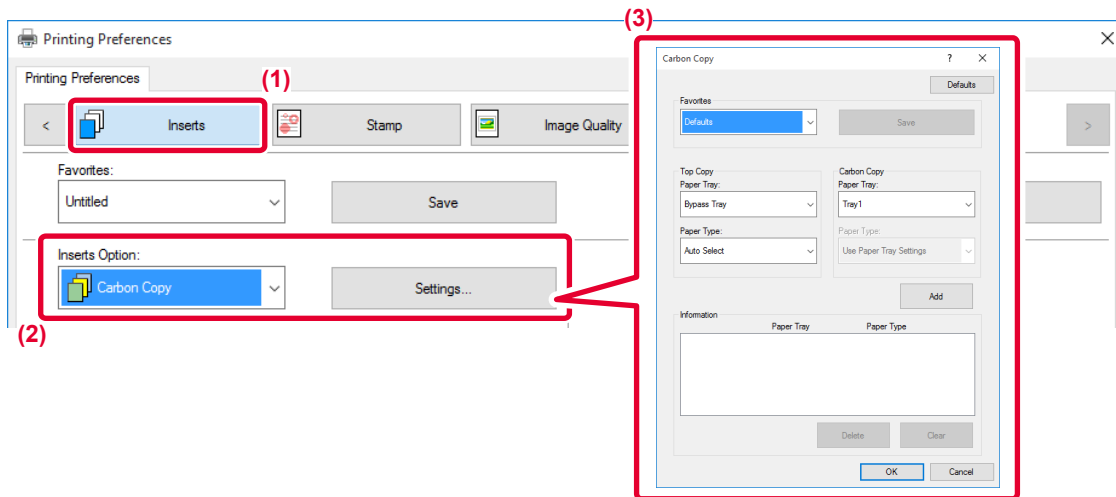 (3)
Printing Preferences
Printing Preferences
(1)
<
Inserts
Stamp
Image Quality
>
Favorites:
Untitled
Save
Inserts Option:
Carbon Copy
Settings...
(2)
Carbon Copy
?
Defaults
Favorites
Defaults
Save
Top Copy
Carbon Copy
Paper Tray:
Paper Tray:
Bypass Tray
Tray1
Paper Type:
Paper Type:
Auto Select
Use Paper Tray Settings
Add
Information
Paper Tray
Paper Type
Delete
Clear
OK
Cancel